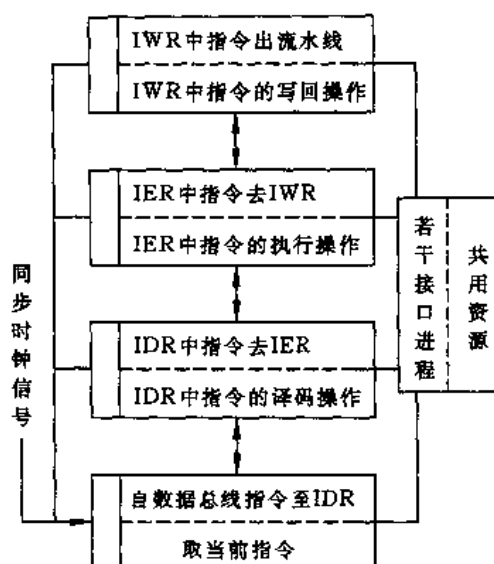 IWR中指令出流水线
IWR中指令的写回操作
IER中指令去IWR
IER中指令的执行操作
IDR中指令去IER
IDR中指令的译码操作
自数据总线指令至IDR
取当前指令
同步时钟信号
若干接口进程
共用资源